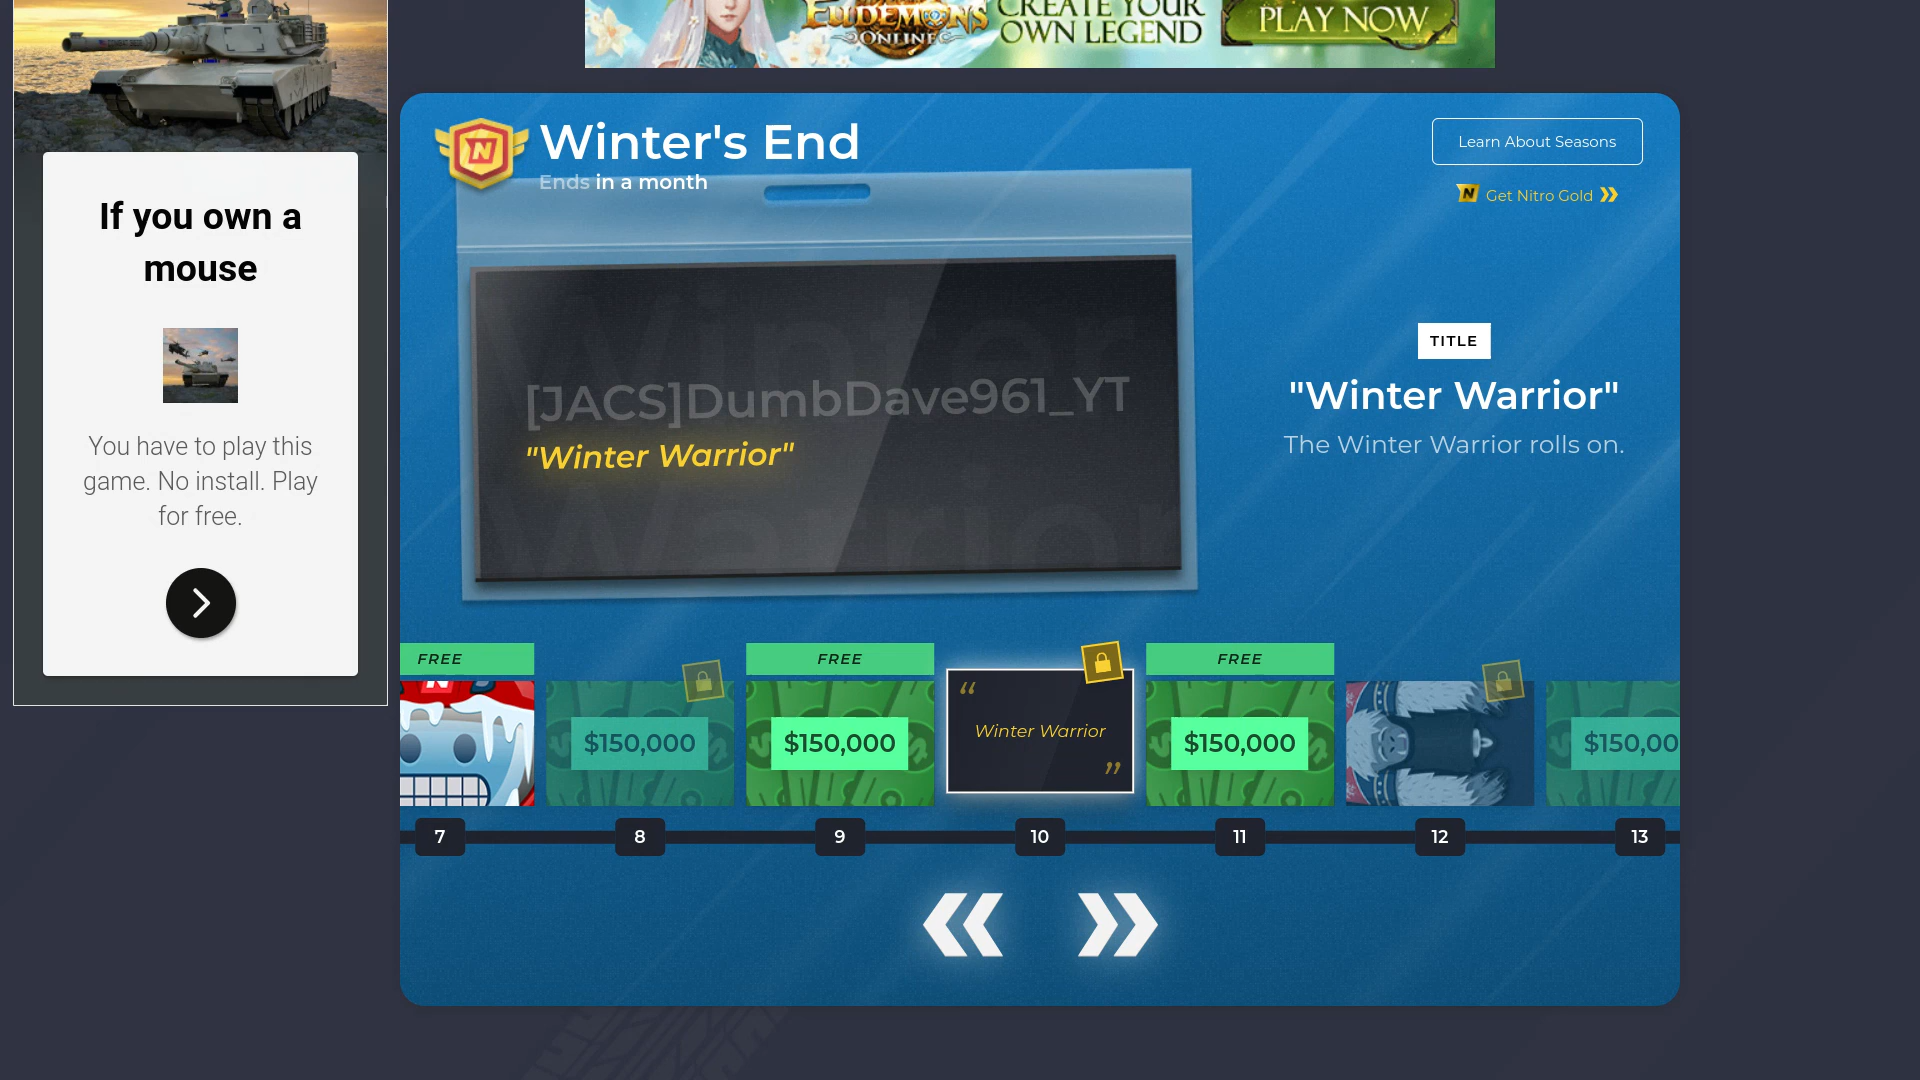 EUDEMONS
ONLINE
CREATE YOUR
OWN LEGEND
PLAY NOW
If you own a
mouse
You have to play this
game. No install. Play
for free.
N
Winter's End
Ends in a month
Learn About Seasons
N Get Nitro Gold
Winter
[JACS]DumbDave961_YT
"Winter Warrior"
Warrior
TITLE
"Winter Warrior"
The Winter Warrior rolls on.
FREE
FREE
FREE
$150,000
$150,000
“
Winter Warrior
”
$150,000
$150,00
7
8
9
10
11
12
13